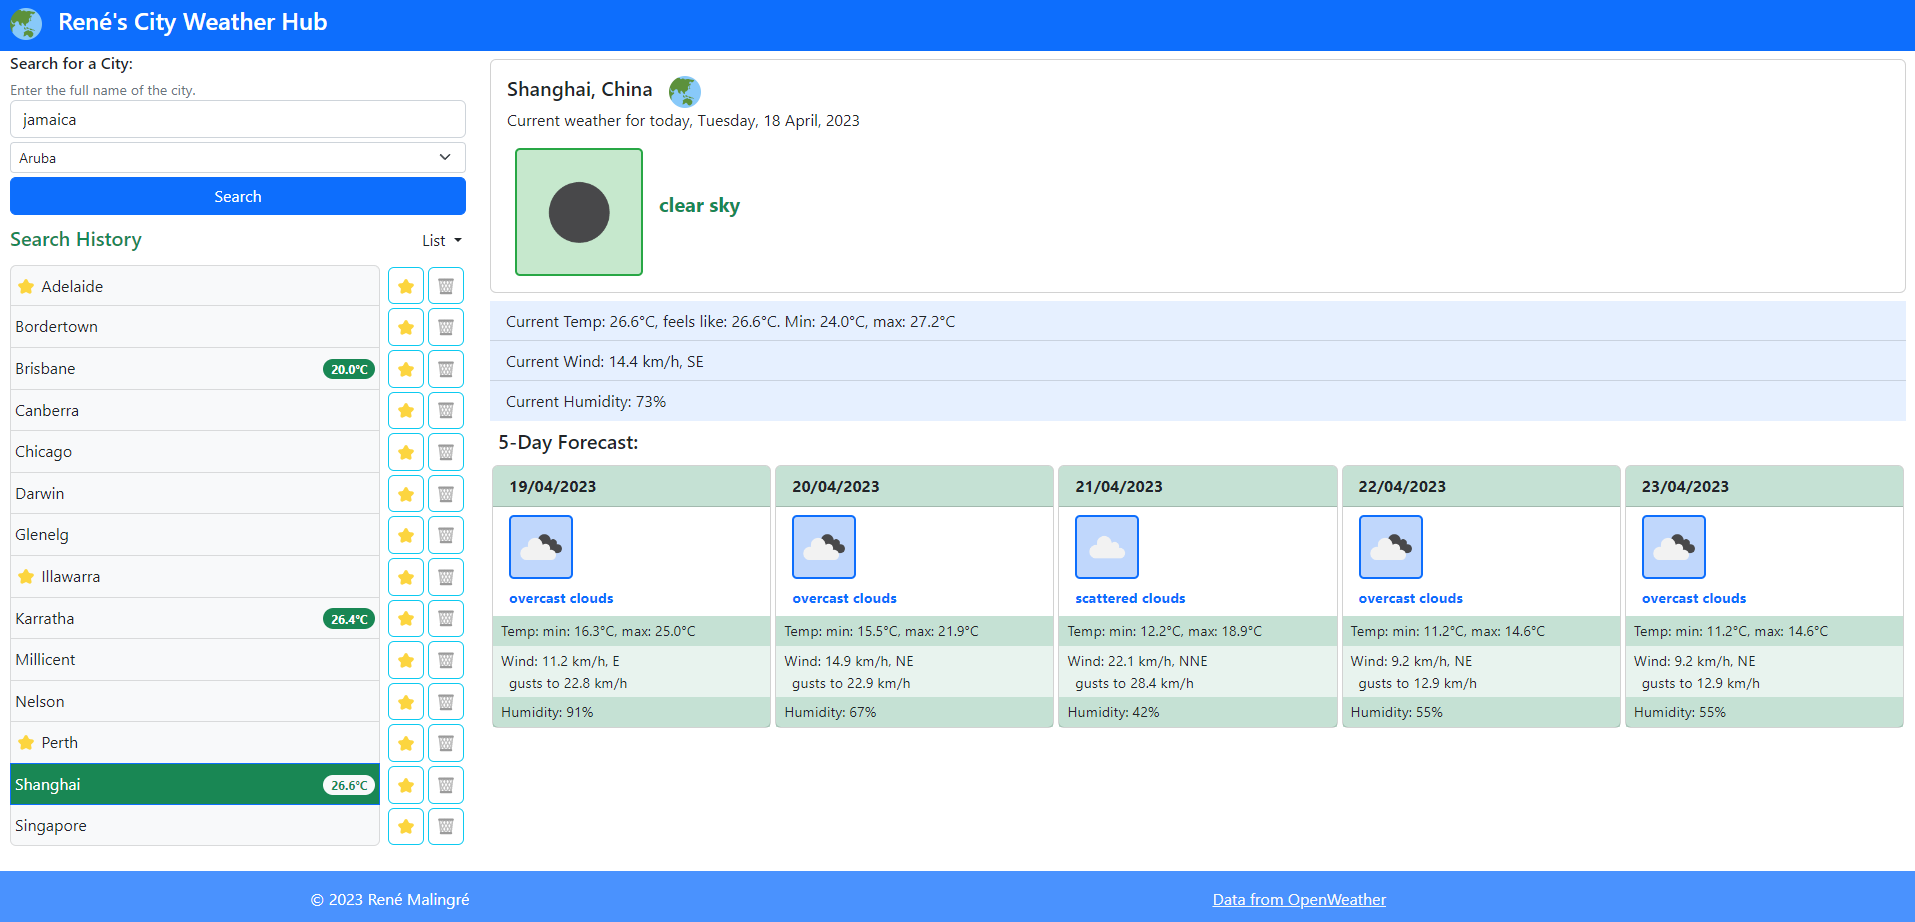 René's City Weather Hub
Search for a City:
Enter the full name of the city.
jamaica
Aruba
Search
Search History
List
Adelaide
Bordertown
Brisbane 20.0°C
Canberra
Chicago
Darwin
Glenelg
Illawarra
Karratha 26.4°C
Millicent
Nelson
Perth
Shanghai 26.6°C
Singapore
Shanghai, China
Current weather for today, Tuesday, 18 April, 2023
clear sky
Current Temp: 26.6°C, feels like: 26.6°C. Min: 24.0°C, max: 27.2°C
Current Wind: 14.4 km/h, SE
Current Humidity: 73%
5-Day Forecast:
19/04/2023
overcast clouds
Temp: min: 16.3°C, max: 25.0°C
Wind: 11.2 km/h, E
gusts to 22.8 km/h
Humidity: 91%
20/04/2023
overcast clouds
Temp: min: 15.5°C, max: 21.9°C
Wind: 14.9 km/h, NE
gusts to 22.9 km/h
Humidity: 67%
21/04/2023
scattered clouds
Temp: min: 12.2°C, max: 18.9°C
Wind: 22.1 km/h, NNE
gusts to 28.4 km/h
Humidity: 42%
22/04/2023
overcast clouds
Temp: min: 11.2°C, max: 14.6°C
Wind: 9.2 km/h, NE
gusts to 12.9 km/h
Humidity: 55%
23/04/2023
overcast clouds
Temp: min: 11.2°C, max: 14.6°C
Wind: 9.2 km/h, NE
gusts to 12.9 km/h
Humidity: 55%
© 2023 René Malingré
Data from OpenWeather